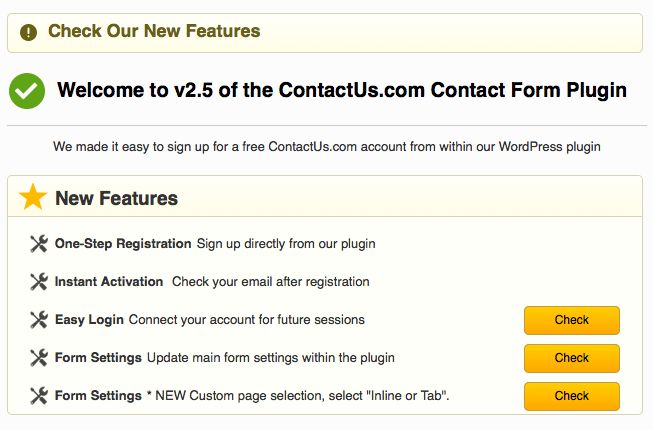 Check Our New Features
Welcome to v2.5 of the ContactUs.com Contact Form Plugin
We made it easy to sign up for a free ContactUs.com account from within our WordPress plugin
New Features
One-Step Registration Sign up directly from our plugin
Instant Activation Check your email after registration
Easy Login Connect your account for future sessions Check
Form Settings Update main form settings within the plugin Check
Form Settings * NEW Custom page selection, select "Inline or Tab". Check